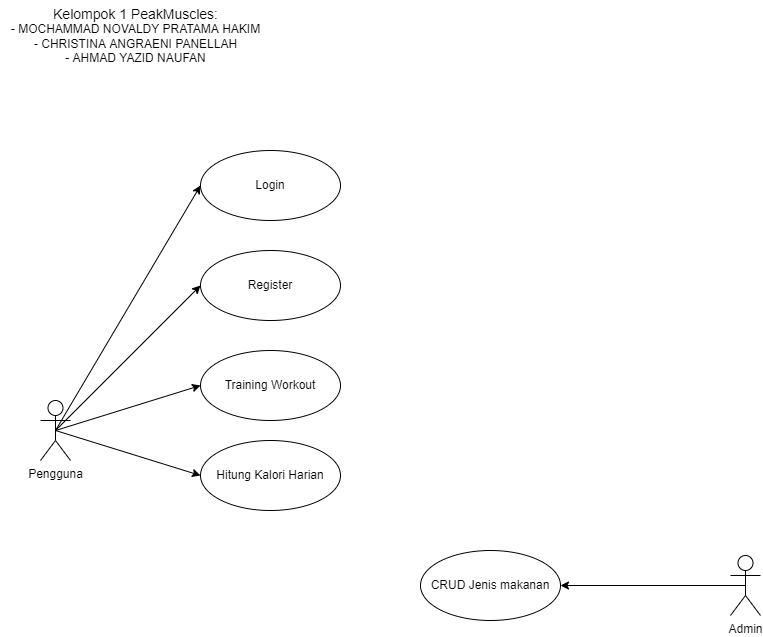 Kelompok 1 PeakMuscles:
- MOCHAMMAD NOVALDY PRATAMA HAKIM
- CHRISTINA ANGRAENI PANELLAH
- AHMAD YAZID NAUFAN
Login
Register
Training Workout
Pengguna
Hitung Kalori Harian
CRUD Jenis makanan
Admin